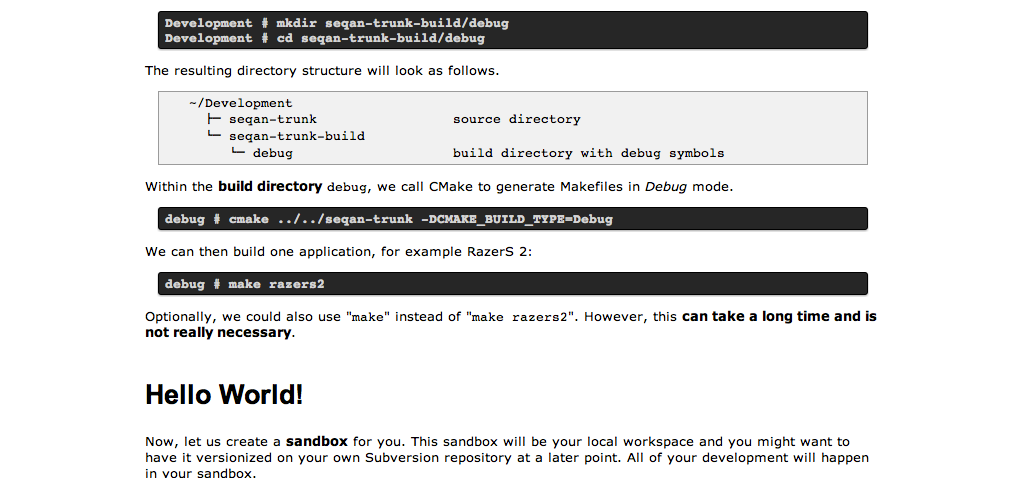 Development # mkdir seqan-trunk-build/debug
Development # cd seqan-trunk-build/debug
The resulting directory structure will look as follows.
~/Development
├─ seqan-trunk source directory
└─ seqan-trunk-build
└─ debug build directory with debug symbols
Within the build directory debug, we call CMake to generate Makefiles in Debug mode.
debug # cmake ../../seqan-trunk -DCMAKE_BUILD_TYPE=Debug
We can then build one application, for example RazerS 2:
debug # make razers2
Optionally, we could also use "make" instead of "make razers2". However, this can take a long time and is
not really necessary.
Hello World!
Now, let us create a sandbox for you. This sandbox will be your local workspace and you might want to
have it versionized on your own Subversion repository at a later point. All of your development will happen
in your sandbox.